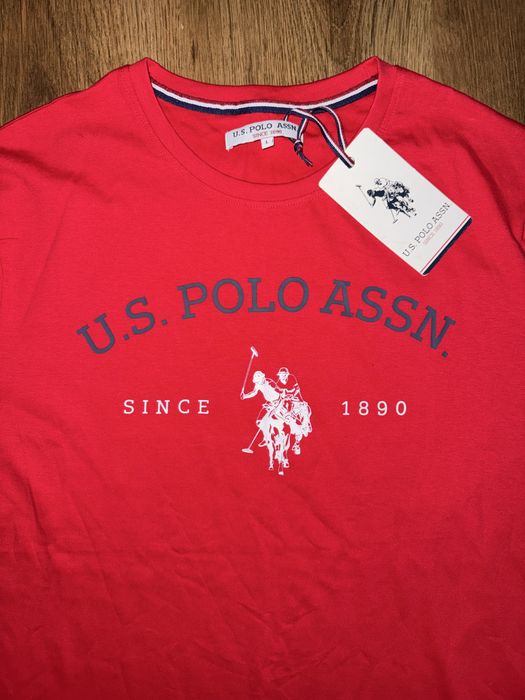 U.S. POLO ASSN.
SINCE 1890
L
U.S. POLO ASSN.
SINCE 1890
U.S. POLO ASSN.
SINCE 1890